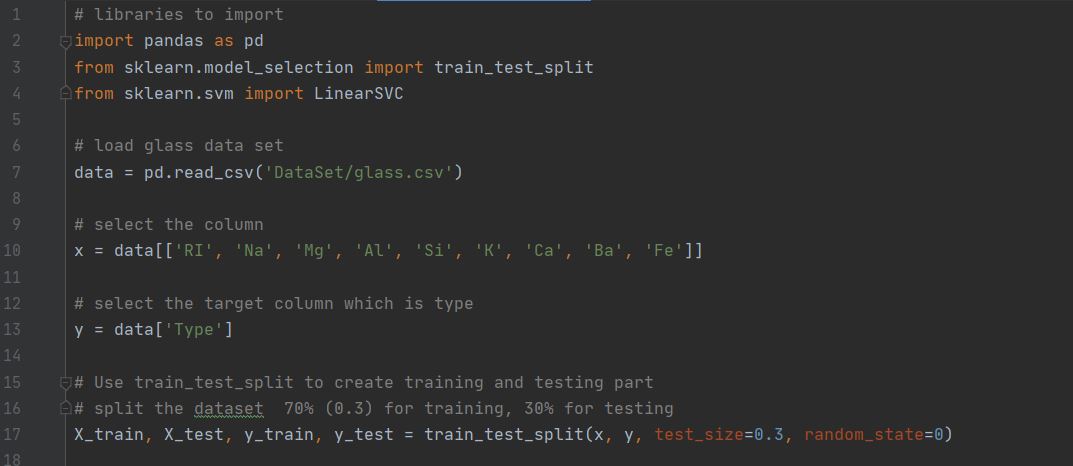 1 # libraries to import
2 import pandas as pd
3 from sklearn.model_selection import train_test_split
4 from sklearn.svm import LinearSVC
5
6 # load glass data set
7 data = pd.read_csv('DataSet/glass.csv')
8
9 # select the column
10 x = data[['RI', 'Na', 'Mg', 'Al', 'Si', 'K', 'Ca', 'Ba', 'Fe']]
11
12 # select the target column which is type
13 y = data['Type']
14
15 # Use train_test_split to create training and testing part
16 # split the dataset  70% (0.3) for training, 30% for testing
17 X_train, X_test, y_train, y_test = train_test_split(x, y, test_size=0.3, random_state=0)
18